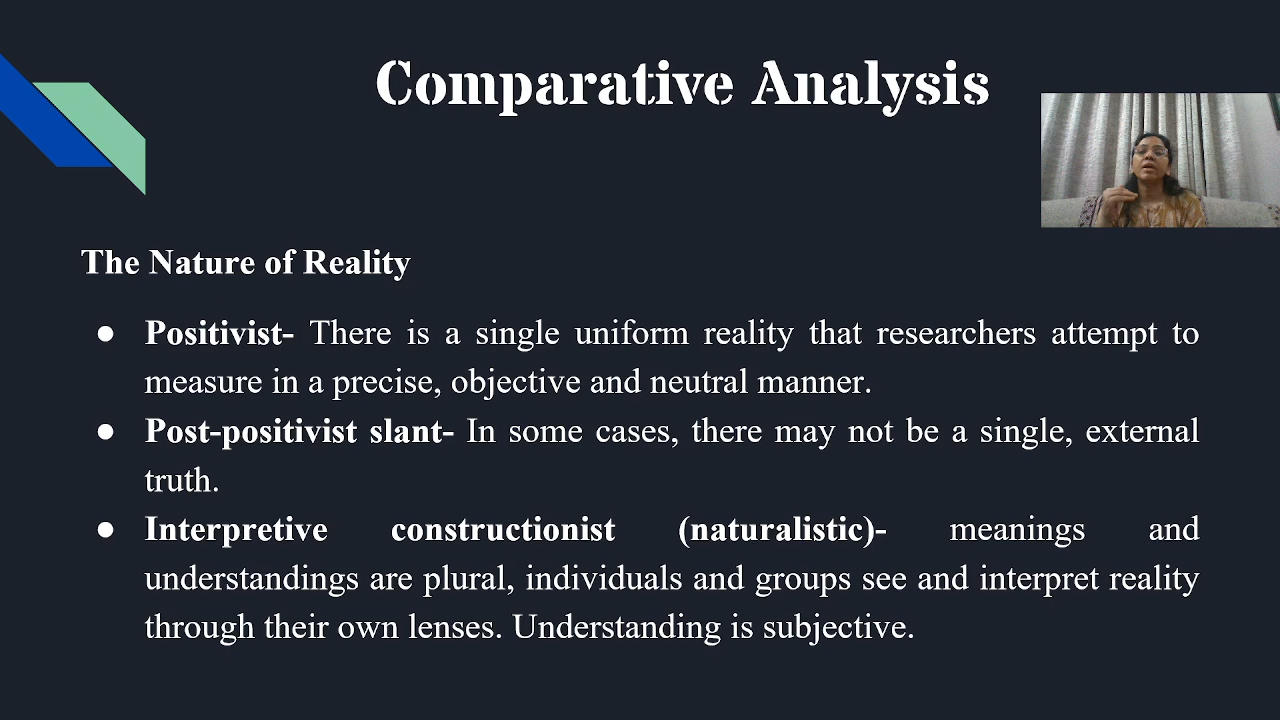 Comparative Analysis
The Nature of Reality
● Positivist- There is a single uniform reality that researchers attempt to
measure in a precise, objective and neutral manner.
● Post-positivist slant- In some cases, there may not be a single, external
truth.
● Interpretive constructionist (naturalistic)- meanings and
understandings are plural, individuals and groups see and interpret reality
through their own lenses. Understanding is subjective.